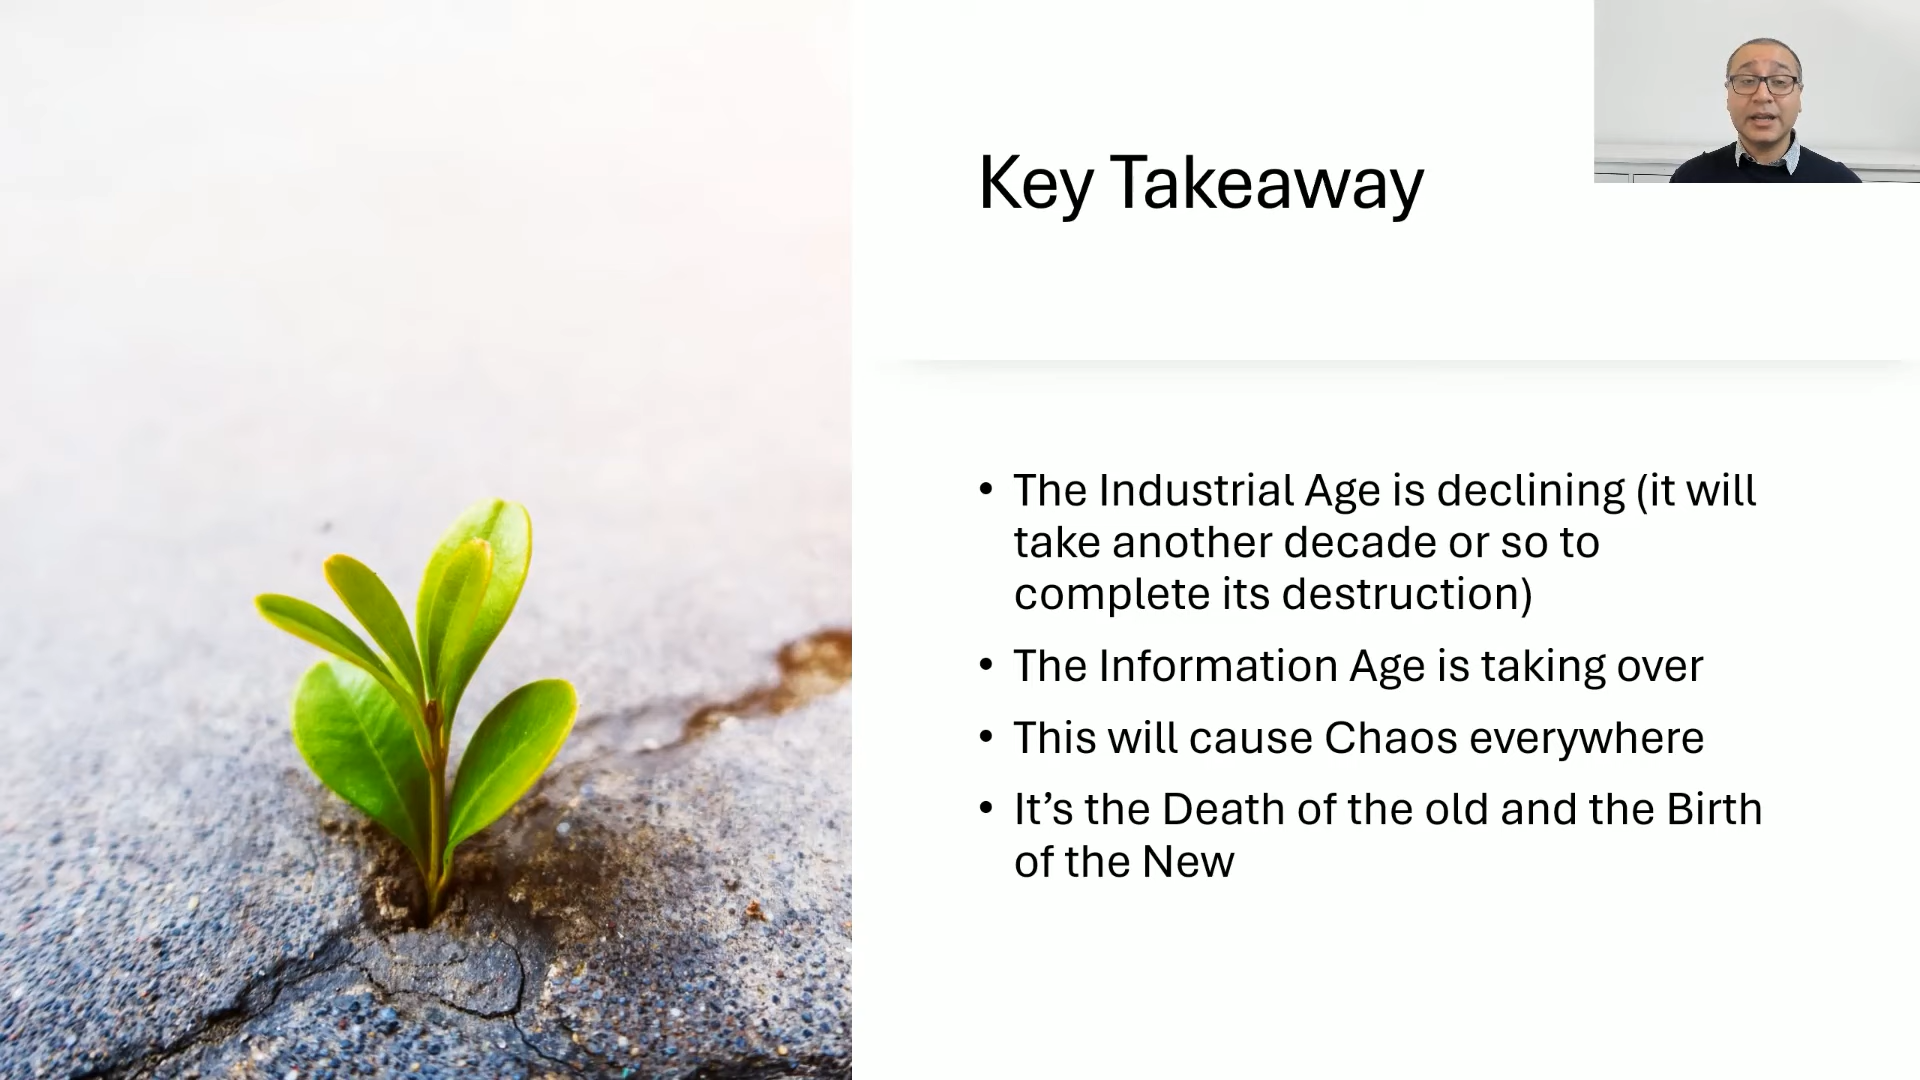 Key Takeaway
• The Industrial Age is declining (it will
take another decade or so to
complete its destruction)
• The Information Age is taking over
• This will cause Chaos everywhere
• It’s the Death of the old and the Birth
of the New